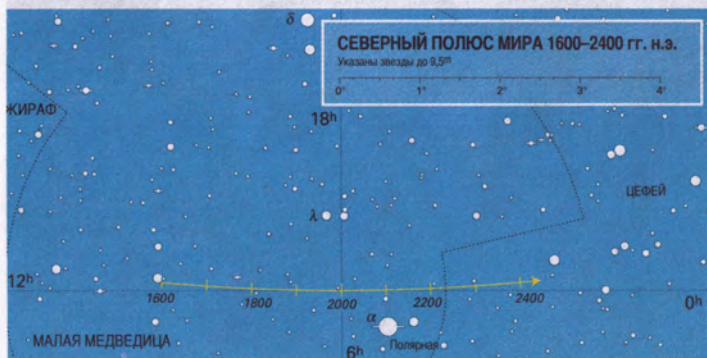 δ
СЕВЕРНЫЙ ПОЛЮС МИРА 1600–2400 гг. н.э.
Указаны звезды до 9,5m
0° 1° 2° 3° 4°
ЖИРАФ
18h
ЦЕФЕЙ
λ
12h
1600 1800 2000 2200 2400
0h
α
МАЛАЯ МЕДВЕДИЦА
6h
Полярная